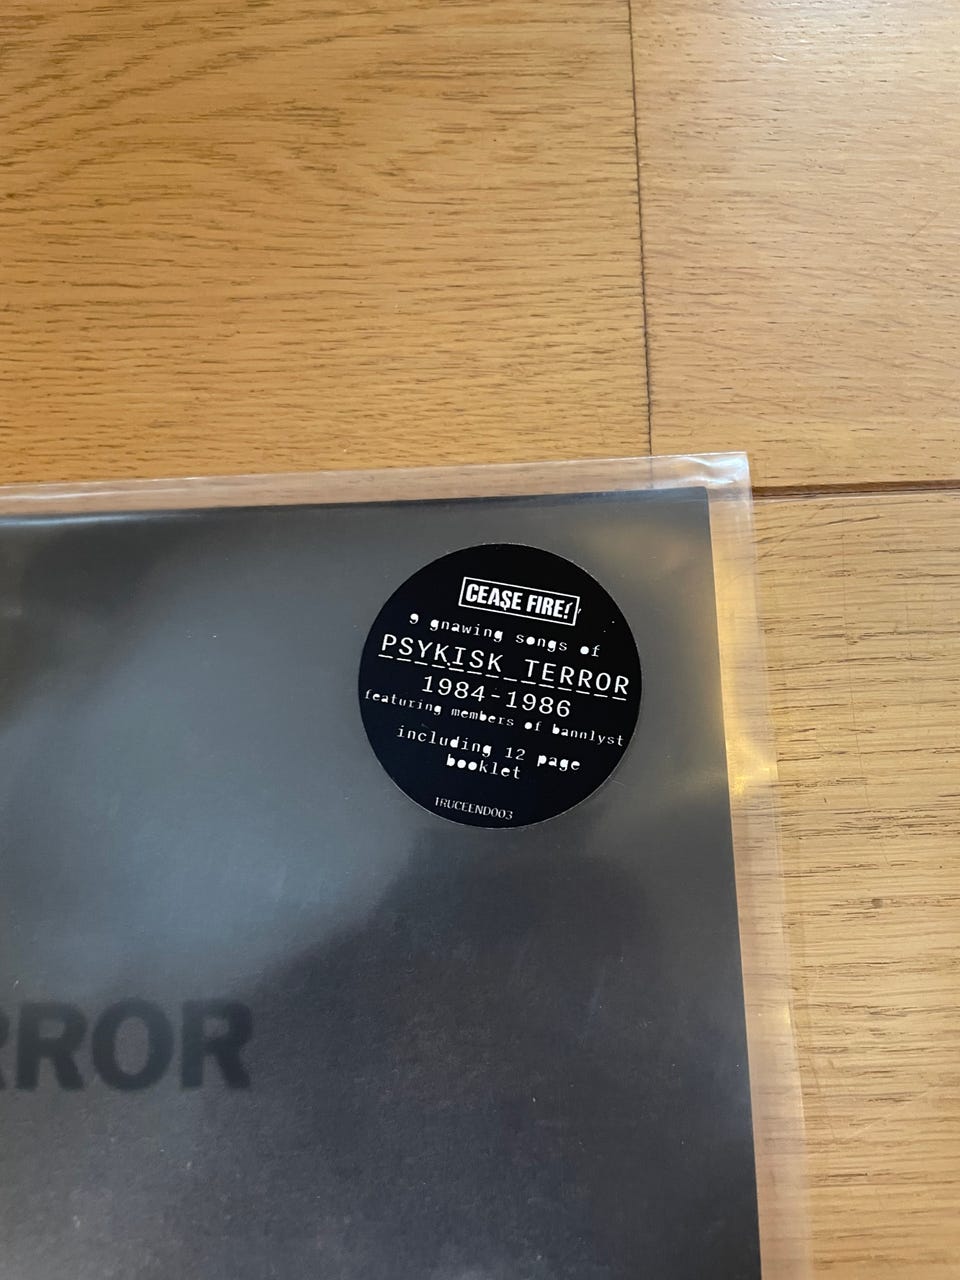 CEASE FIRE!
9 gnawing songs of
PSYKISK TERROR
1984-1986
featuring members of bannlyst
including 12 page
booklet
TRUCEEND003
RROR